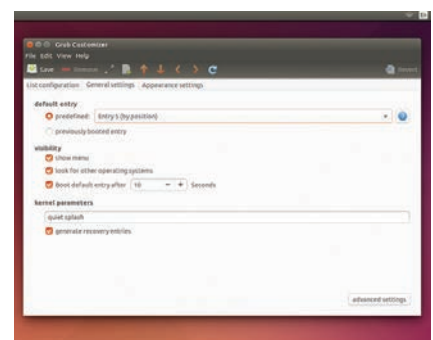 Grub Customizer
File Edit View Help
Save Remove Revert
List configuration General settings Appearance settings
default entry
predefined: Entry 5 (by position)
previously booted entry
visibility
show menu
look for other operating systems
Boot default entry after 10 Seconds
kernel parameters
quiet splash
generate recovery entries
advanced settings